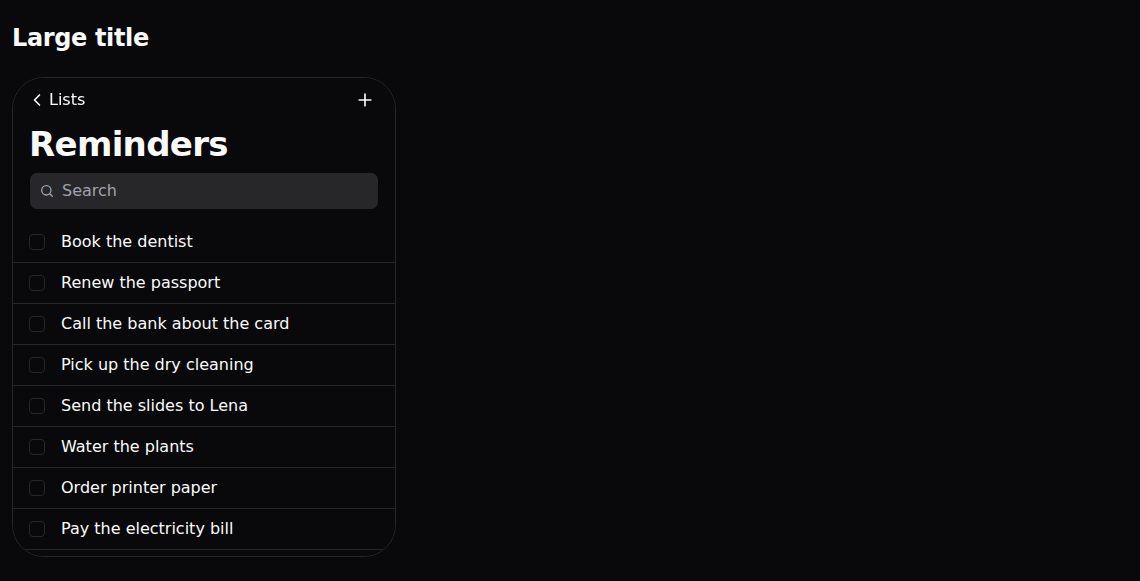 Large title
Lists
Reminders
Search
Book the dentist
Renew the passport
Call the bank about the card
Pick up the dry cleaning
Send the slides to Lena
Water the plants
Order printer paper
Pay the electricity bill